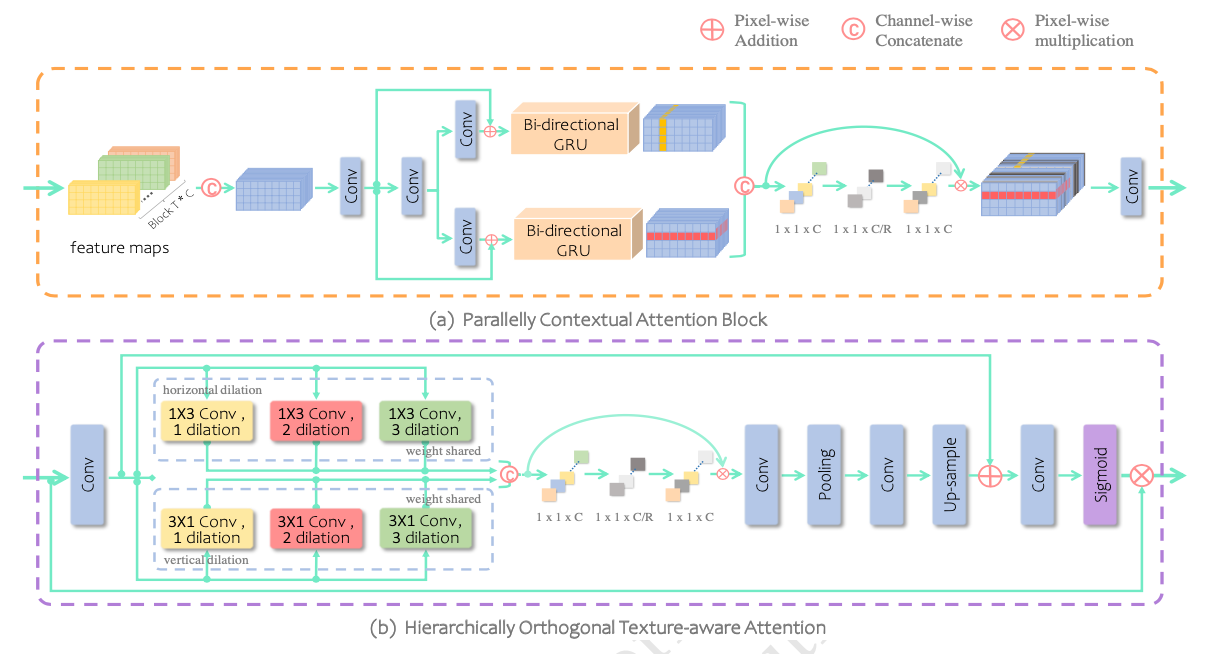 Pixel-wise
Addition
Channel-wise
Concatenate
Pixel-wise
multiplication
C
Block T * C
feature maps
C
Conv
Conv
Conv
Conv
Bi-directional
GRU
Bi-directional
GRU
C
1 x 1 x C
1 x 1 x C/R
1 x 1 x C
Conv
(a) Parallelly Contextual Attention Block
Conv
horizontal dilation
1X3 Conv ,
1 dilation
1X3 Conv ,
2 dilation
1X3 Conv ,
3 dilation
weight shared
weight shared
3X1 Conv ,
1 dilation
3X1 Conv ,
2 dilation
3X1 Conv ,
3 dilation
vertical dilation
C
1 x 1 x C
1 x 1 x C/R
1 x 1 x C
Conv
Pooling
Conv
Up-sample
Conv
Sigmoid
(b) Hierarchically Orthogonal Texture-aware Attention